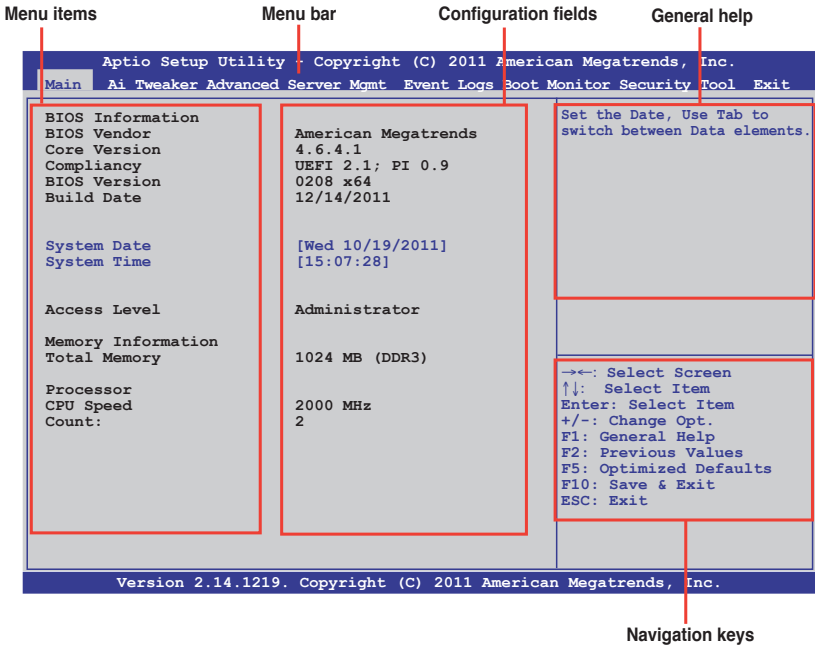 Menu items Menu bar Configuration fields General help
Aptio Setup Utility - Copyright (C) 2011 American Megatrends, Inc.
Main Ai Tweaker Advanced Server Mgmt Event Logs Boot Monitor Security Tool Exit
BIOS Information
BIOS Vendor American Megatrends
Core Version 4.6.4.1
Compliancy UEFI 2.1; PI 0.9
BIOS Version 0208 x64
Build Date 12/14/2011
System Date [Wed 10/19/2011]
System Time [15:07:28]
Access Level Administrator
Memory Information
Total Memory 1024 MB (DDR3)
Processor
CPU Speed 2000 MHz
Count: 2
Set the Date, Use Tab to
switch between Data elements.
→←: Select Screen
↑↓: Select Item
Enter: Select Item
+/-: Change Opt.
F1: General Help
F2: Previous Values
F5: Optimized Defaults
F10: Save & Exit
ESC: Exit
Version 2.14.1219. Copyright (C) 2011 American Megatrends, Inc.
Navigation keys